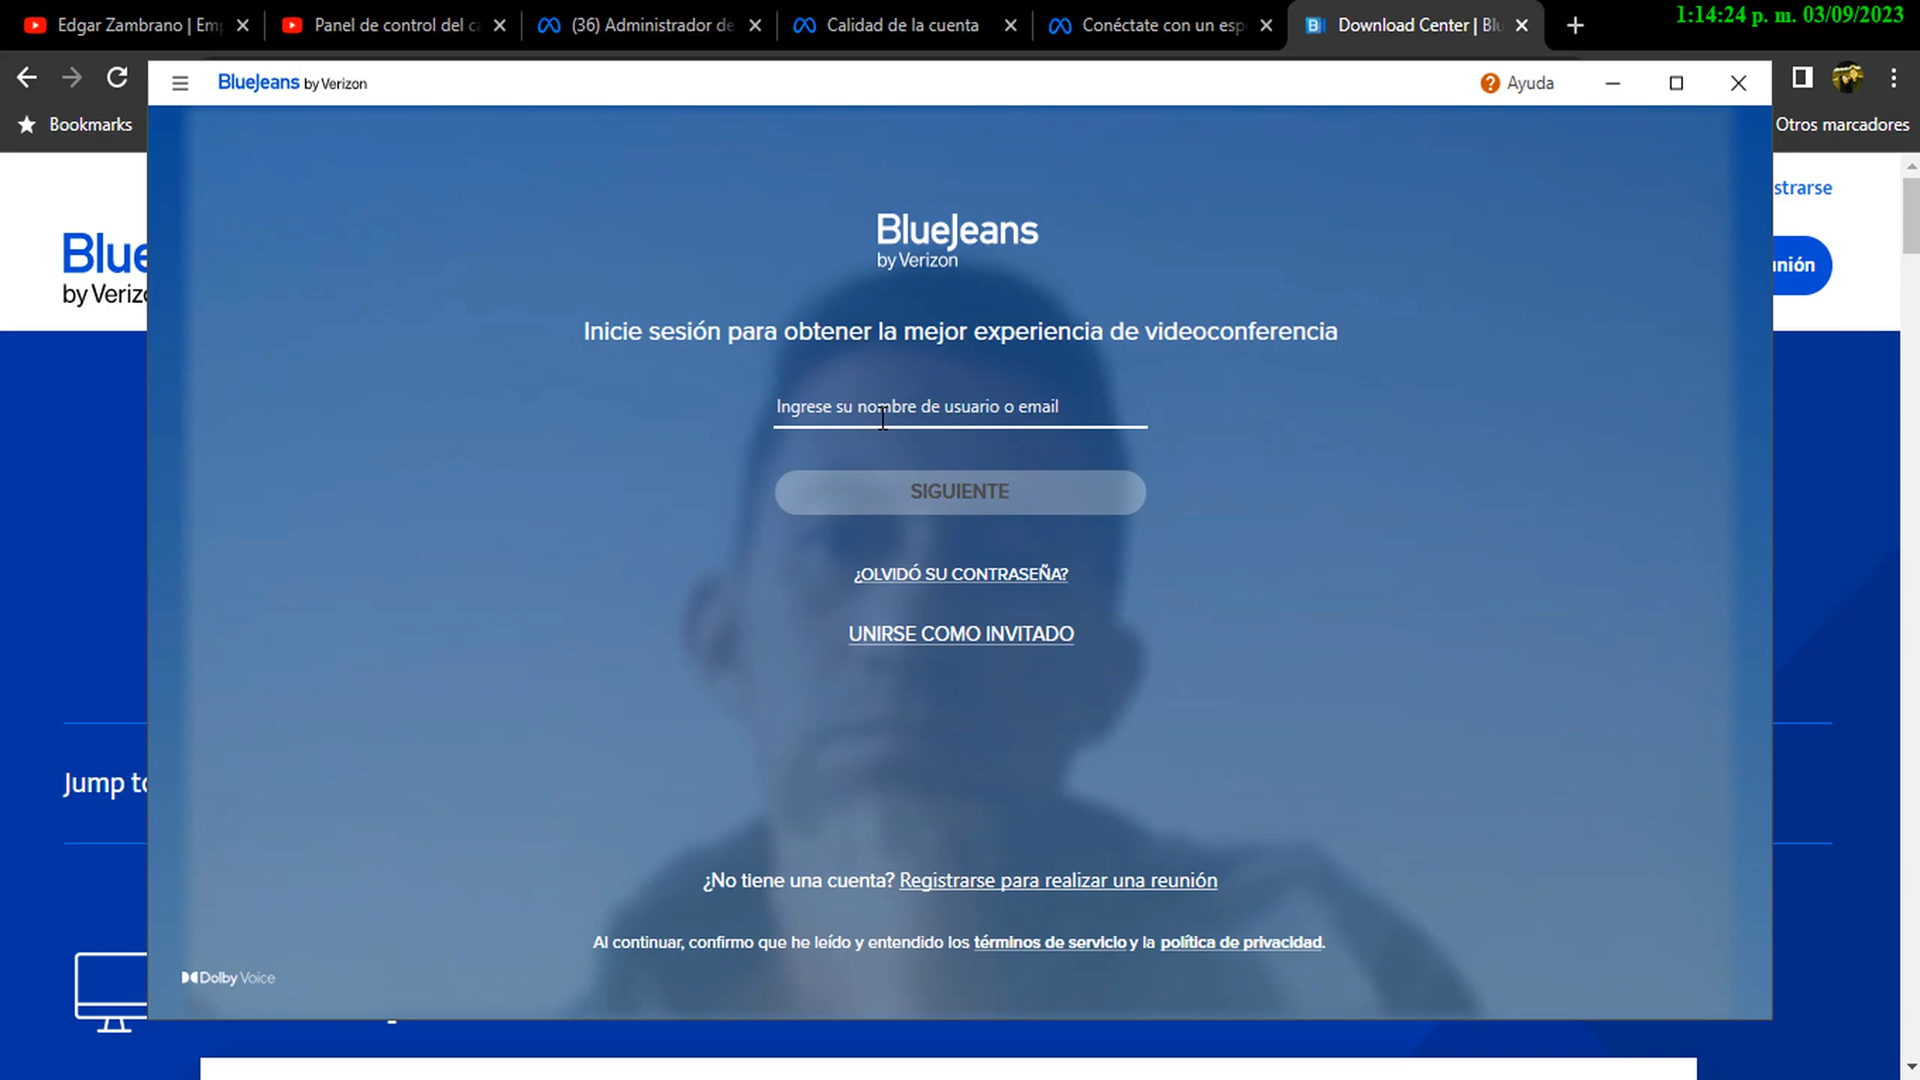 Edgar Zambrano | Em
Panel de control del c
(36) Administrador de
Calidad de la cuenta
Conéctate con un esp
Download Center | Blu
1:14:24 p. m. 03/09/2023
BlueJeans by Verizon
Ayuda
Bookmarks
Otros marcadores
strarse
Blue
by Veriz
nión
BlueJeans
by Verizon
Inicie sesión para obtener la mejor experiencia de videoconferencia
Ingrese su nombre de usuario o email
SIGUIENTE
¿OLVIDÓ SU CONTRASEÑA?
UNIRSE COMO INVITADO
Jump to
¿No tiene una cuenta? Registrarse para realizar una reunión
Al continuar, confirmo que he leído y entendido los términos de servicio y la política de privacidad.
Dolby Voice